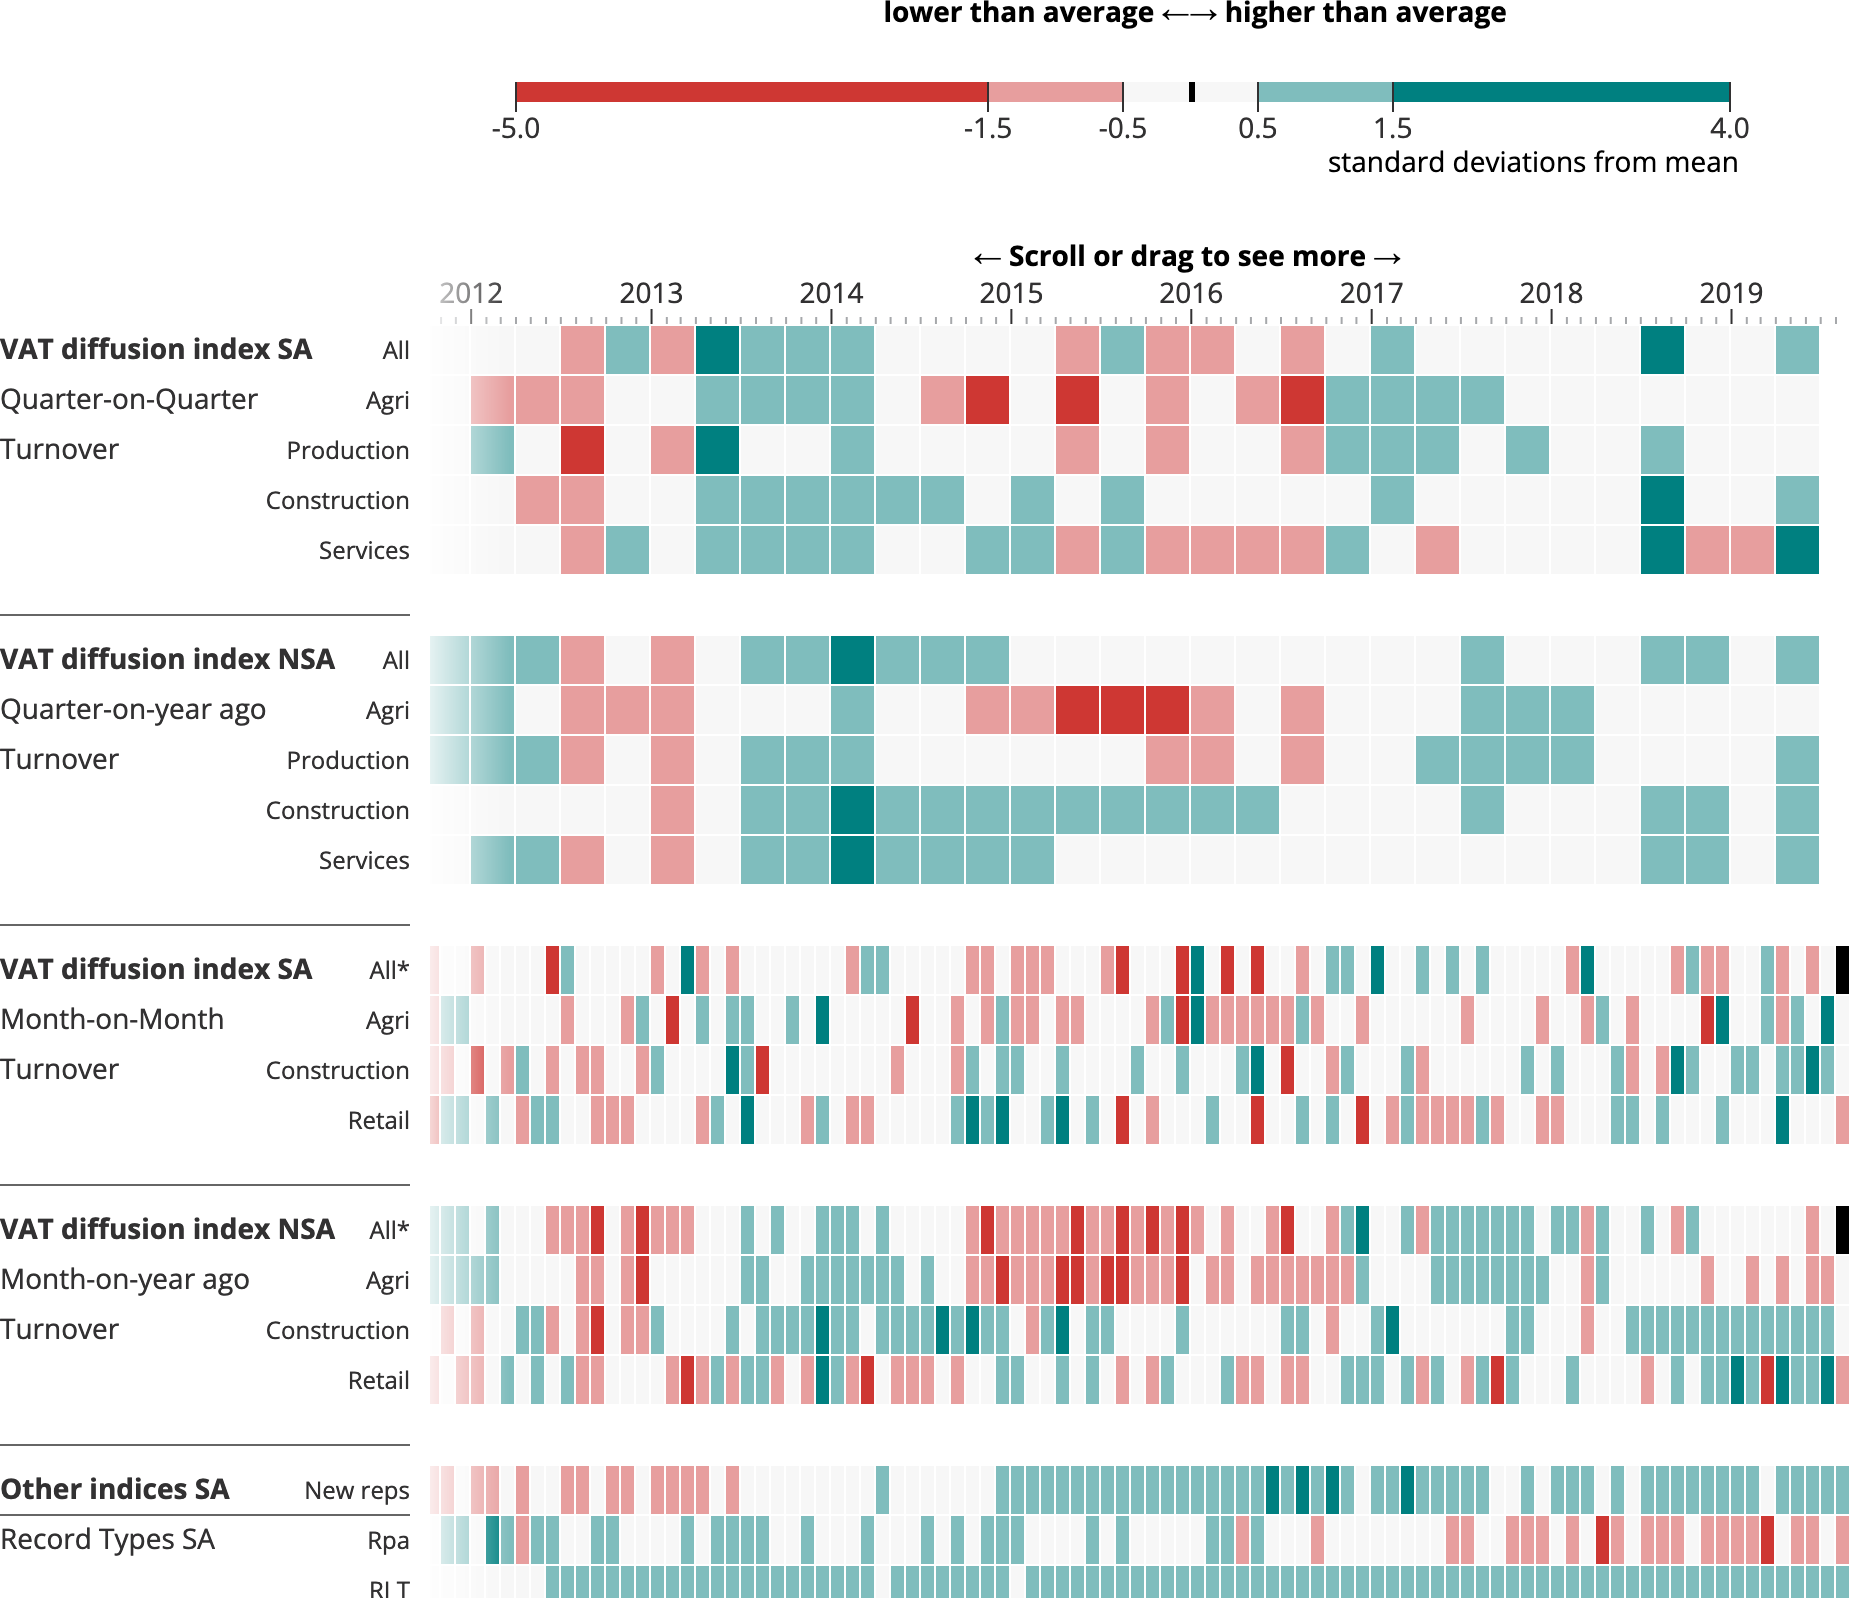 lower than average ←→ higher than average
-5.0 -1.5 -0.5 0.5 1.5 4.0
standard deviations from mean
← Scroll or drag to see more →
2012 2013 2014 2015 2016 2017 2018 2019
VAT diffusion index SA All
Quarter-on-Quarter Agri
Turnover Production
Construction
Services
VAT diffusion index NSA All
Quarter-on-year ago Agri
Turnover Production
Construction
Services
VAT diffusion index SA All*
Month-on-Month Agri
Turnover Construction
Retail
VAT diffusion index NSA All*
Month-on-year ago Agri
Turnover Construction
Retail
Other indices SA New reps
Record Types SA Rpa